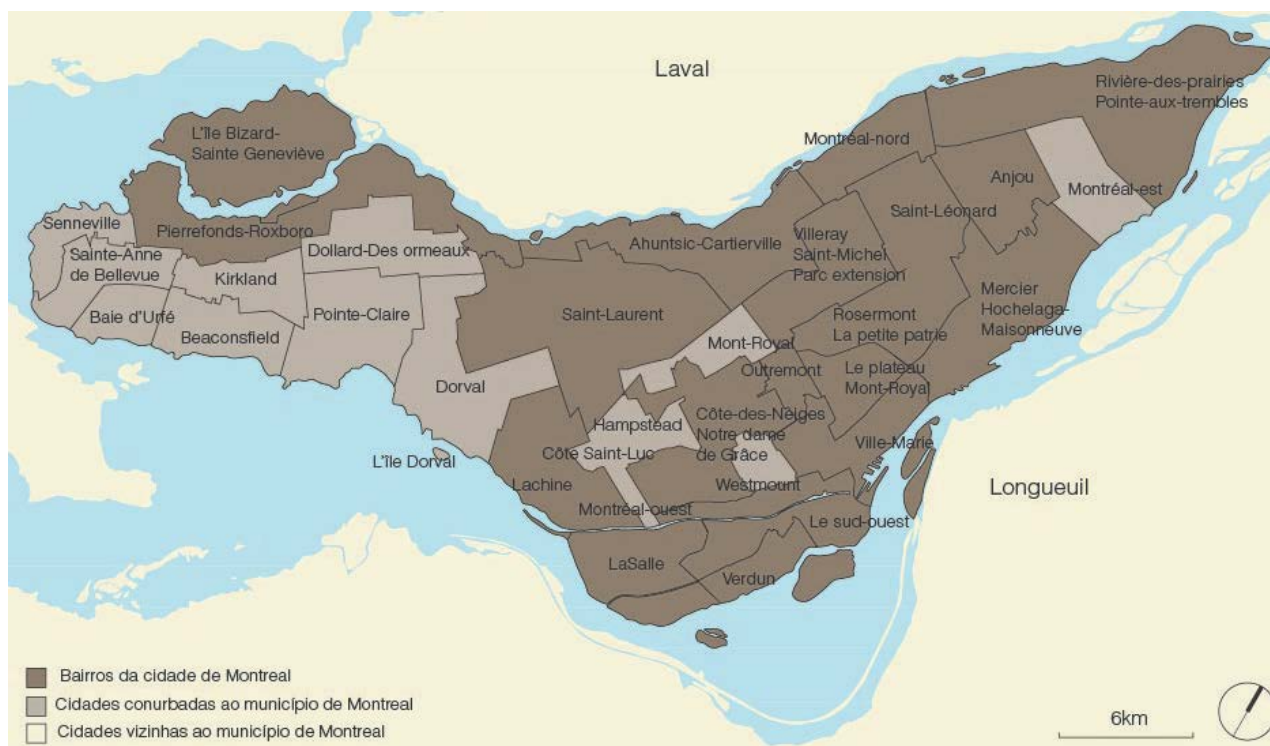 Laval
Rivière-des-prairies
Pointe-aux-trembles
L'île Bizard-
Sainte Geneviève
Montréal-nord
Anjou
Montréal-est
Senneville
Saint-Léonard
Pierrefonds-Roxboro
Ahuntsic-Cartierville
Villeray
Saint-Michel
Parc extension
Sainte-Anne
de Bellevue
Dollard-Des ormeaux
Kirkland
Mercier
Hochelaga-
Maisonneuve
Baie d'Urfé
Pointe-Claire
Saint-Laurent
Rosermont
La petite patrie
Beaconsfield
Mont-Royal
Outremont
Le plateau
Mont-Royal
Dorval
Hampstead
Côte-des-Neiges
Notre dame
de Grâce
Ville-Marie
Côte Saint-Luc
L'île Dorval
Lachine
Westmount
Longueuil
Montréal-ouest
Le sud-ouest
LaSalle
Verdun
Bairros da cidade de Montreal
Cidades conurbadas ao município de Montreal
Cidades vizinhas ao município de Montreal
6km